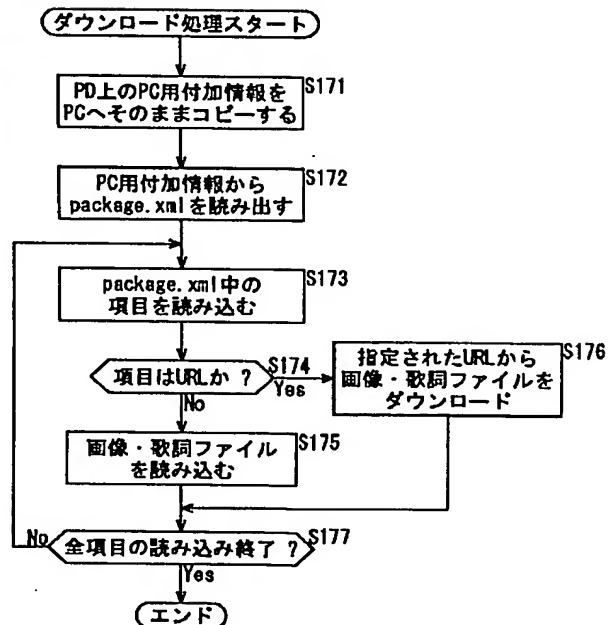 ダウンロード処理スタート
PD上のPC用付加情報を
PCへそのままコピーする
S171
PC用付加情報から
package.xmlを読み出す
S172
package.xml中の
項目を読み込む
S173
項目はURLか ?
S174
Yes
No
指定されたURLから
画像・歌詞ファイルを
ダウンロード
S176
画像・歌詞ファイル
を読み込む
S175
全項目の読み込み終了 ?
S177
No
Yes
エンド